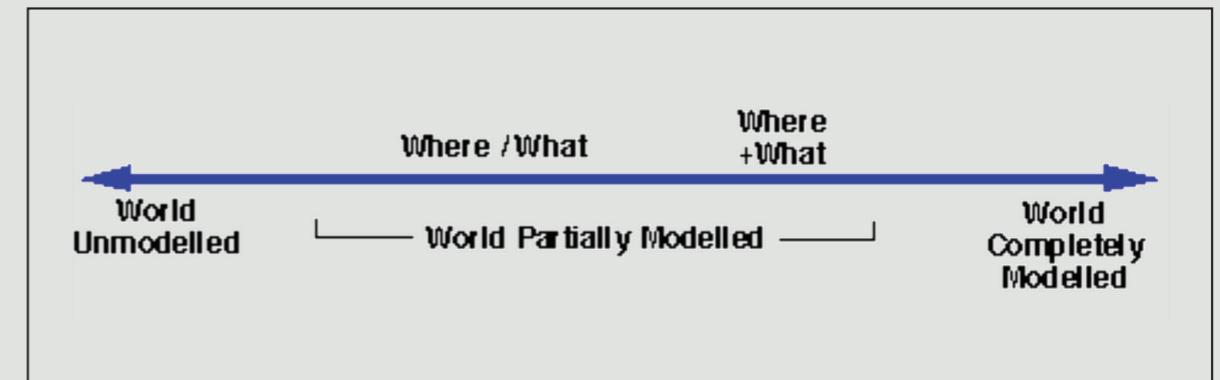 Where / What
Where
+What
World
Unmodelled
World Partially Modelled
World
Completely
Modelled